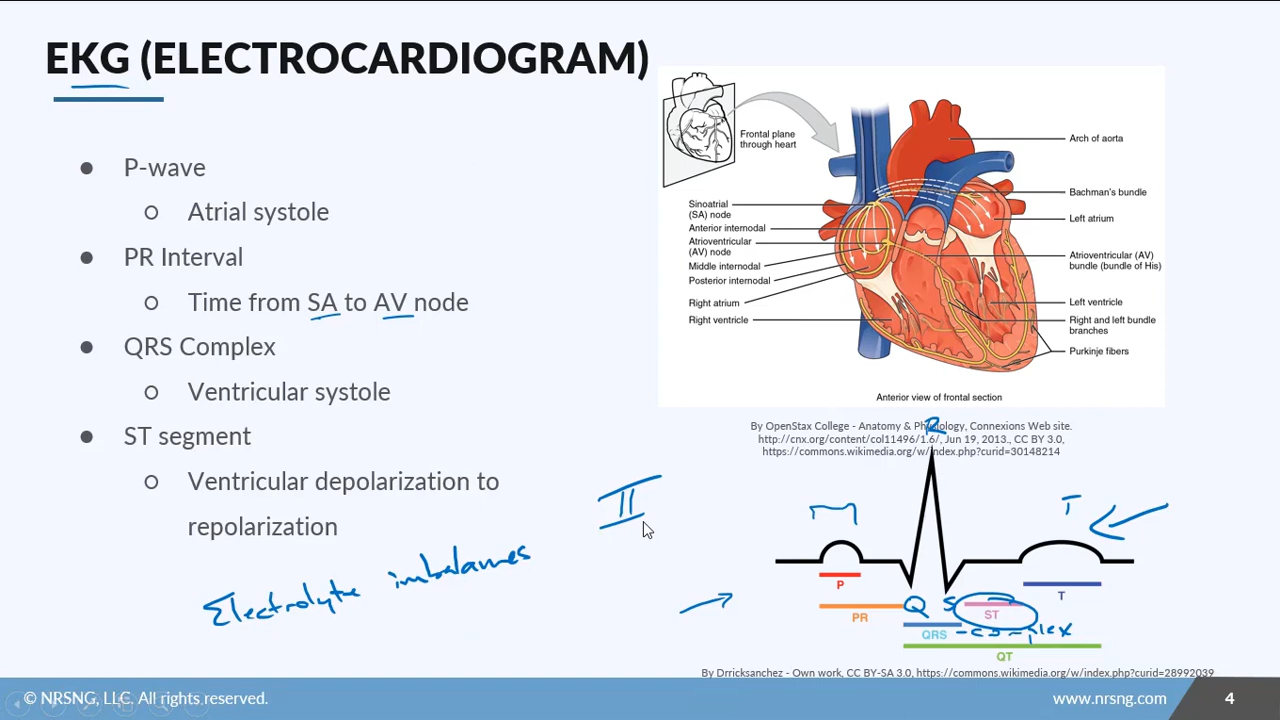 EKG (ELECTROCARDIOGRAM)
● P-wave
○ Atrial systole
● PR Interval
○ Time from SA to AV node
● QRS Complex
○ Ventricular systole
● ST segment
○ Ventricular depolarization to
repolarization
Electrolyte imbalames
II
Frontal plane
through heart
Sinoatrial
(SA) node
Anterior internodal
Atrioventricular
(AV) node
Middle internodal
Posterior internodal
Right atrium
Right ventricle
Arch of aorta
Bachman's bundle
Left atrium
Atrioventricular (AV)
bundle (bundle of His)
Left ventricle
Right and left bundle
branches
Purkinje fibers
Anterior view of frontal section
By OpenStax College - Anatomy & Physiology, Connexions Web site.
http://cnx.org/content/col11496/1.6/, Jun 19, 2013., CC BY 3.0,
https://commons.wikimedia.org/w/index.php?curid=30148214
R
T
P
Q S
ST
T
PR
QRS
-complex
QT
By Drricksanchez - Own work, CC BY-SA 3.0, https://commons.wikimedia.org/w/index.php?curid=28992039
© NRSNG, LLC. All rights reserved.
www.nrsng.com
4